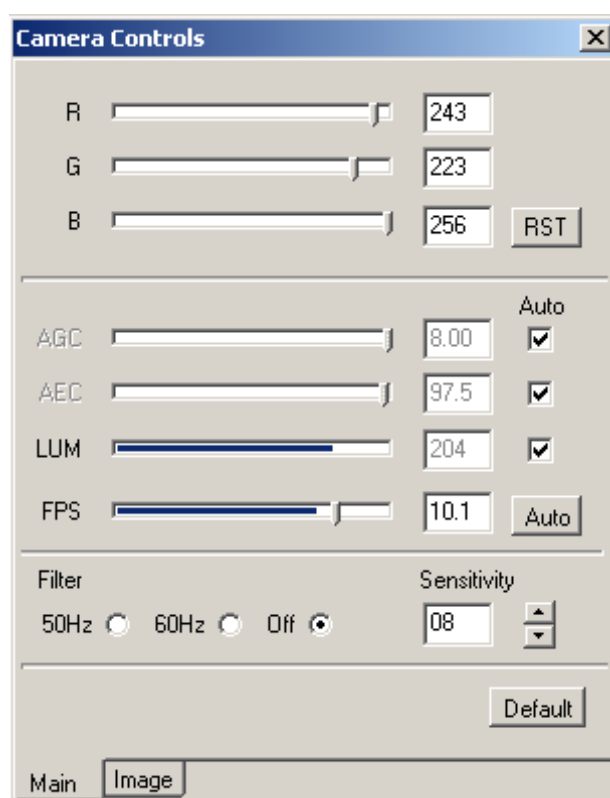 Camera Controls
R 243
G 223
B 256 RST
Auto
AGC 8.00
AEC 97.5
LUM 204
FPS 10.1 Auto
Filter Sensitivity
50Hz 60Hz Off 08
Default
Main Image